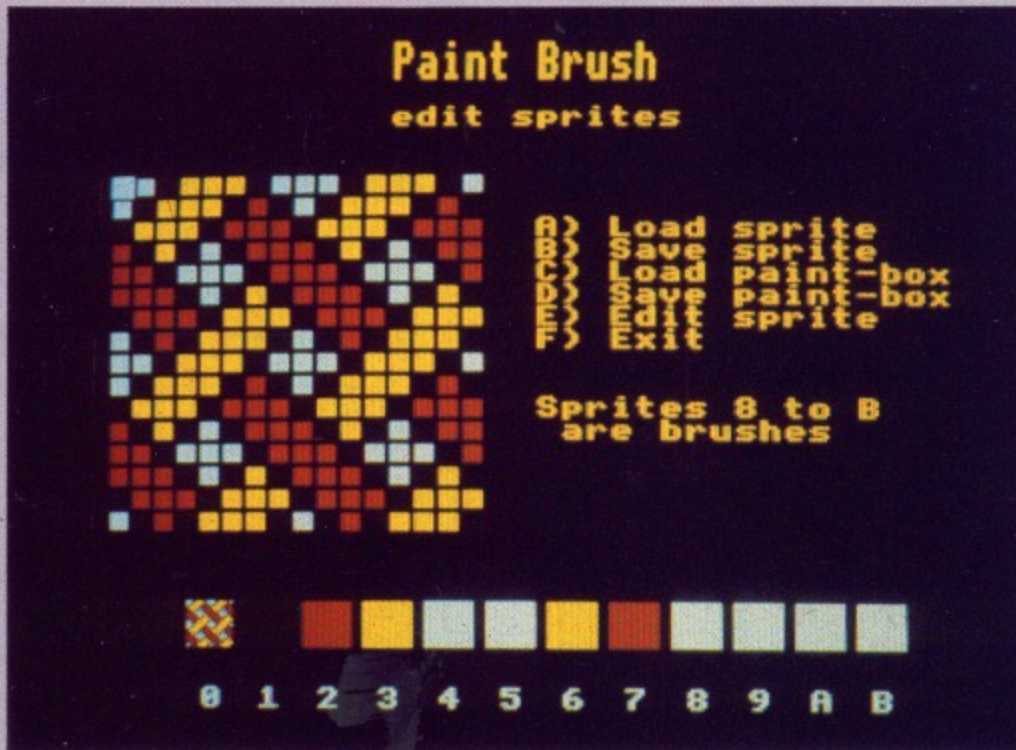 Paint Brush
edit sprites
A) Load sprite
B) Save sprite
C) Load paint-box
D) Save paint-box
E) Edit sprite
F) Exit
Sprites 8 to B
are brushes
0 1 2 3 4 5 6 7 8 9 A B